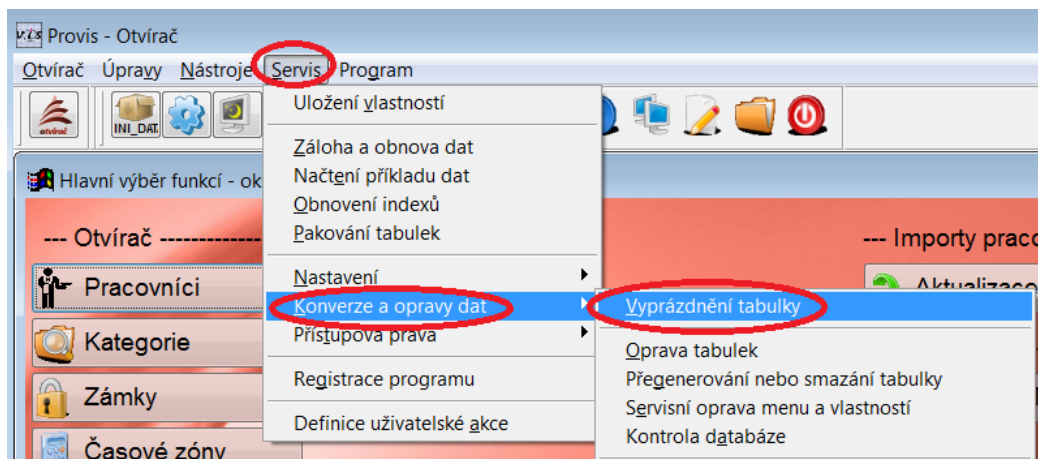 v.i.s Provis - Otvírač
Otvírač Úpravy Nástroje Servis Program
otvírač INI_DAT
Uložení vlastností
Záloha a obnova dat
Načtení příkladu dat
Obnovení indexů
Pakování tabulek
Nastavení
Konverze a opravy dat
Přístupová práva
Registrace programu
Definice uživatelské akce
Vyprázdnění tabulky
Oprava tabulek
Přegenerování nebo smazání tabulky
Servisní oprava menu a vlastností
Kontrola databáze
Hlavní výběr funkcí - ok
--- Otvírač -------------
Pracovníci
Kategorie
Zámky
Časové zóny
--- Importy praco
Aktualizace